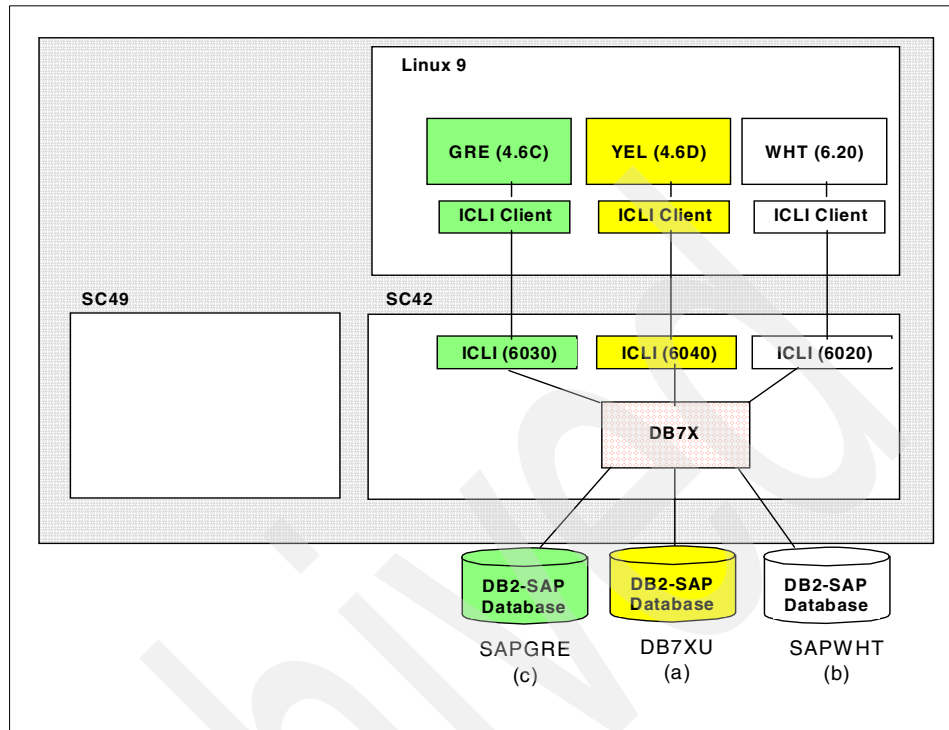 Linux 9
GRE (4.6C) YEL (4.6D) WHT (6.20)
ICLI Client ICLI Client ICLI Client
SC49 SC42
ICLI (6030) ICLI (6040) ICLI (6020)
DB7X
DB2-SAP DB2-SAP DB2-SAP
Database Database Database
SAPGRE DB7XU SAPWHT
(c) (a) (b)